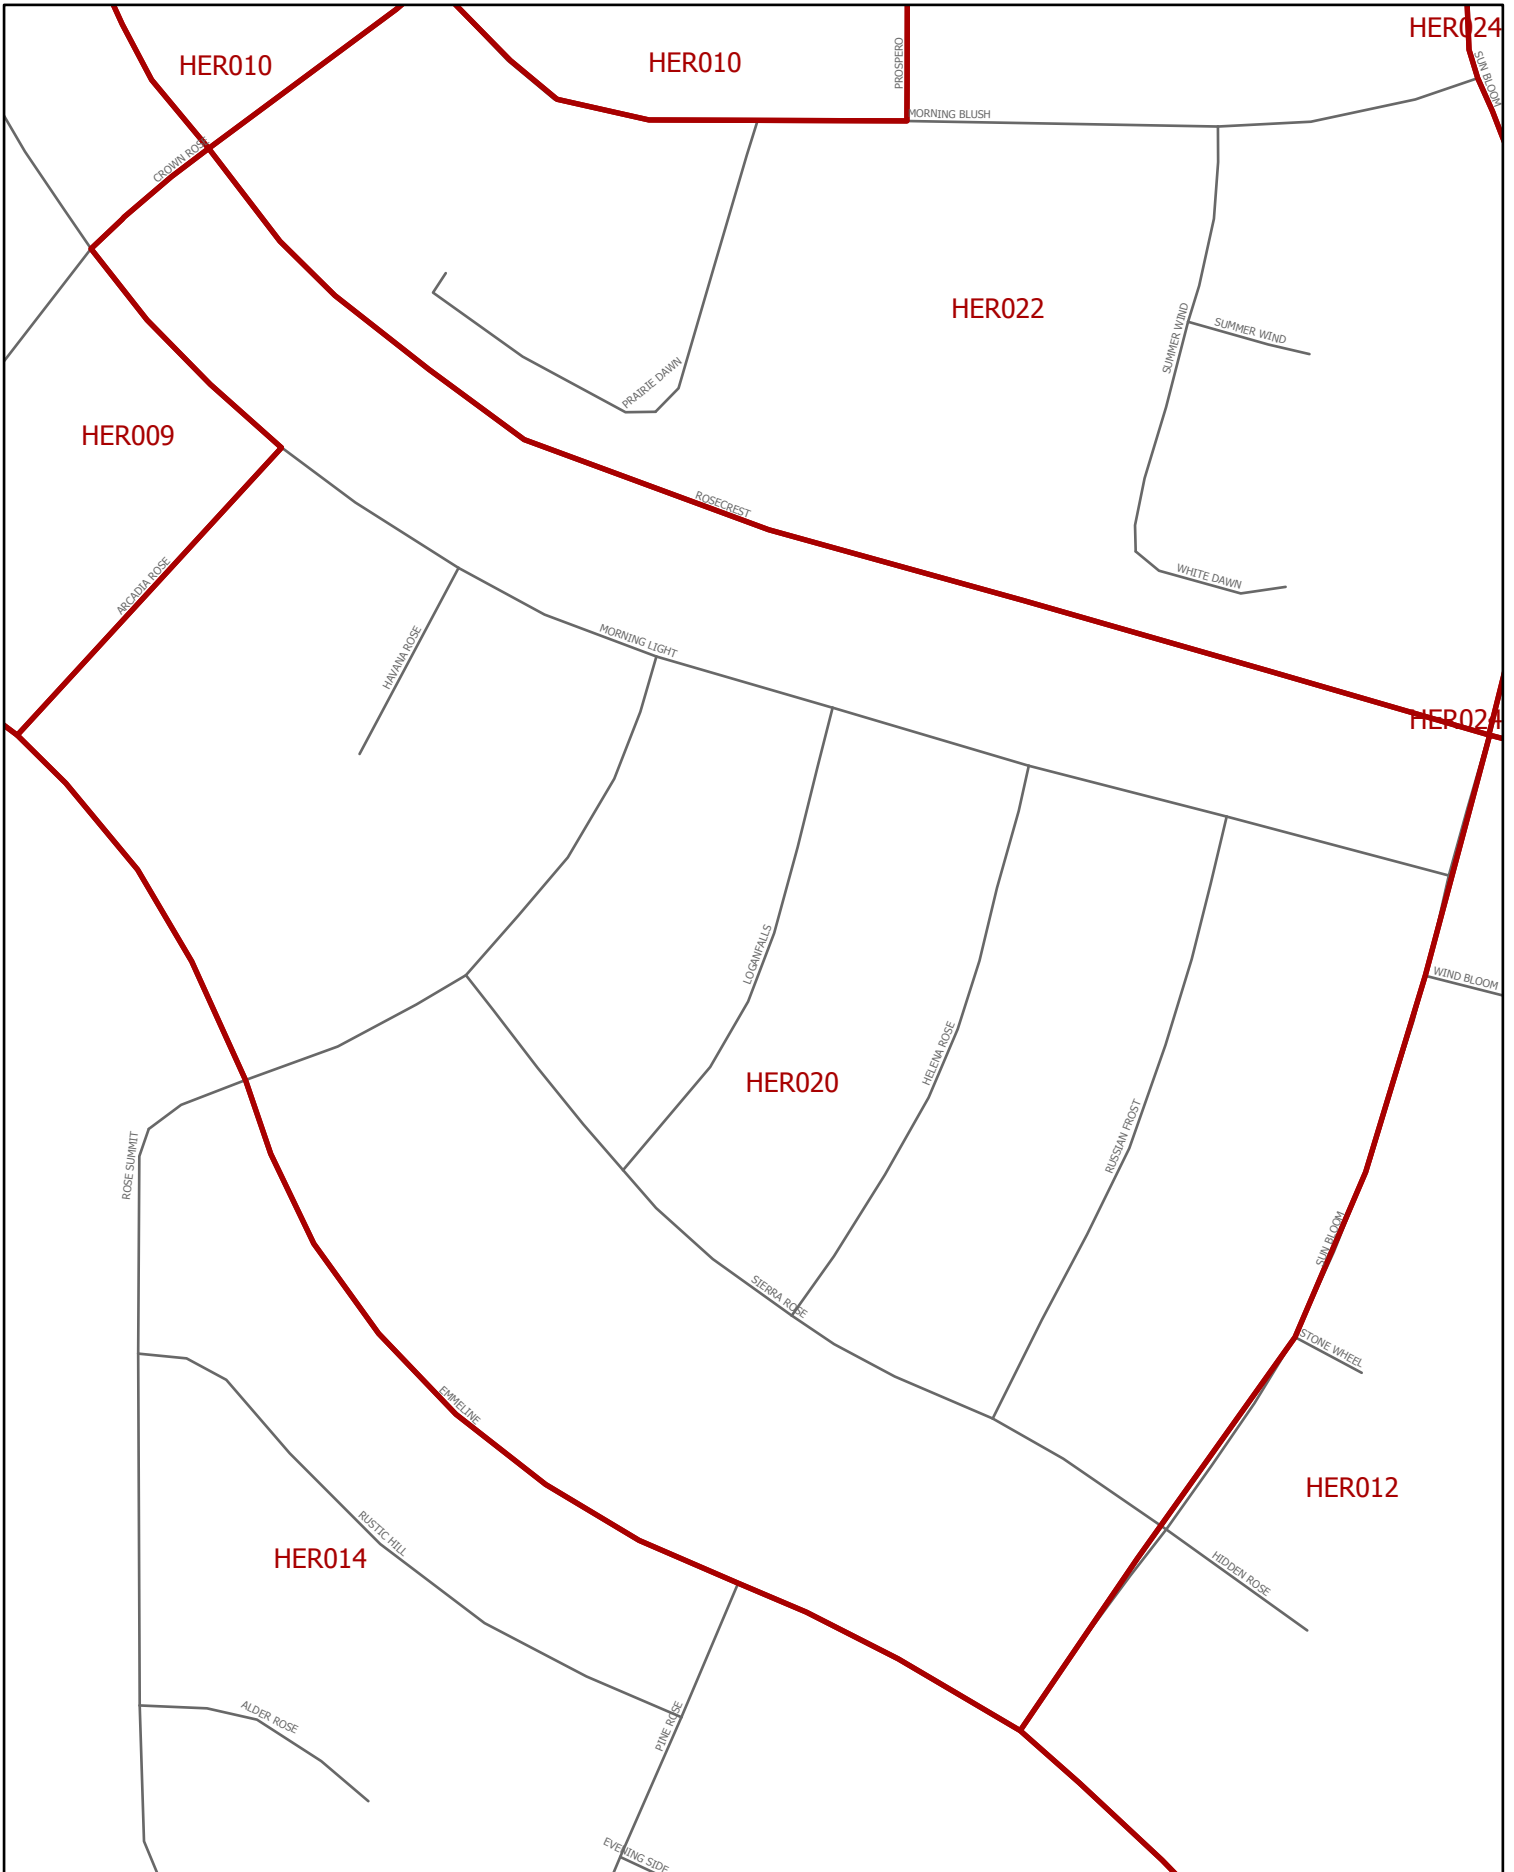 HER024
HER010
HER010
PROSPERO
SUN BLOOM
MORNING BLUSH
CROWN ROSE
HER022
SUMMER WIND
SUMMER WIND
PRAIRIE DAWN
HER009
ROSECREST
WHITE DAWN
ARCADIA ROSE
HAVANA ROSE
MORNING LIGHT
HER024
LOGANFALLS
WIND BLOOM
HELENA ROSE
HER020
RUSSIAN FROST
ROSE SUMMIT
SUN BLOOM
SIERRA ROSE
STONE WHEEL
EMMELINE
HER012
RUSTIC HILL
HER014
HIDDEN ROSE
ALDER ROSE
PINE ROSE
EVENING SIDE